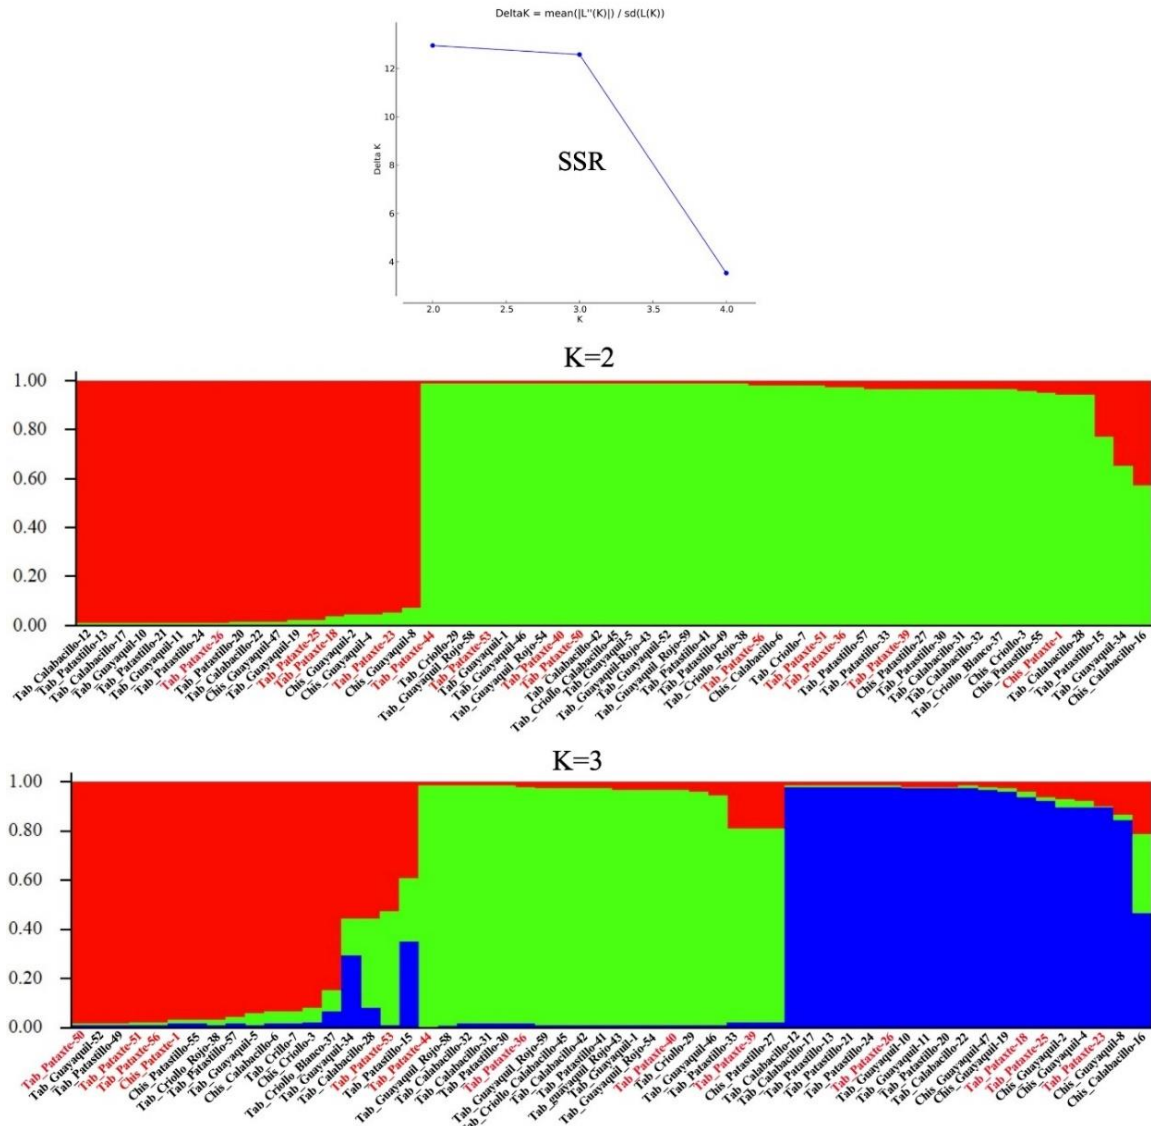 DeltaK = mean(|L''(K)|) / sd(L(K))
12
10
8
6
4
Delta K
SSR
2.0
2.5
3.0
3.5
4.0
K
K=2
1.00
0.80
0.60
0.40
0.20
0.00
Tab_Calabacillo-12
Tab_Patastillo-13
Tab_Calabacillo-17
Tab_Guayaquil-10
Tab_Patastillo-21
Tab_Guayaquil-11
Tab_Patastillo-24
Tab_Pataxte-26
Tab_Patastillo-20
Tab_Calabacillo-22
Chis_Guayaquil-47
Tab_Guayaquil-19
Tab_Pataxte-25
Tab_Pataxte-18
Chis_Guayaquil-2
Chis_Guayaquil-4
Tab_Pataxte-23
Chis_Guayaquil-8
Tab_Pataxte-44
Tab_Criollo-29
Tab_Guayaquil_Rojo-58
Tab_Pataxte-53
Tab_Guayaquil-1
Tab_Guayaquil-46
Tab_Guayaquil_Rojo-54
Tab_Pataxte-40
Tab_Pataxte-50
Tab_Calabacillo-42
Tab_Criollo_Calabacillo-45
Tab_Guayaquil-5
Tab_Guayaquil_Rojo-43
Tab_Guayaquil-52
Tab_Guayaquil_Rojo-59
Tab_Patastillo-41
Tab_Patastillo-49
Tab_Criollo_Rojo-38
Tab_Pataxte-56
Chis_Calabacillo-6
Tab_Criollo-7
Tab_Pataxte-51
Tab_Pataxte-36
Tab_Patastillo-57
Tab_Patastillo-33
Tab_Pataxte-39
Chis_Patastillo-27
Tab_Patastillo-30
Tab_Calabacillo-31
Tab_Calabacillo-32
Tab_Criollo_Blanco-37
Chis_Criollo-3
Chis_Patastillo-55
Chis_Pataxte-1
Tab_Calabacillo-28
Tab_Patastillo-15
Tab_Guayaquil-34
Chis_Calabacillo-16
K=3
1.00
0.80
0.60
0.40
0.20
0.00
Tab_Pataxte-50
Tab_Guayaquil-52
Tab_Patastillo-49
Tab_Pataxte-51
Tab_Pataxte-56
Chis_Pataxte-1
Chis_Patastillo-55
Tab_Criollo_Rojo-38
Tab_Patastillo-57
Tab_Guayaquil-5
Chis_Calabacillo-6
Tab_Criollo-7
Chis_Criollo-3
Tab_Criollo_Blanco-37
Tab_Guayaquil-34
Tab_Calabacillo-28
Tab_Pataxte-53
Tab_Patastillo-15
Tab_Pataxte-44
Tab_Guayaquil_Rojo-58
Tab_Calabacillo-32
Tab_Calabacillo-31
Tab_Patastillo-30
Tab_Pataxte-36
Tab_Guayaquil_Rojo-59
Tab_Criollo_Calabacillo-45
Tab_Calabacillo-42
Tab_Patastillo-41
Tab_guayaquil_Rojo-43
Tab_Guayaquil-1
Tab_Guayaquil_Rojo-54
Tab_Pataxte-40
Tab_Criollo-29
Tab_Guayaquil-46
Tab_Patastillo-33
Tab_Pataxte-39
Chis_Patastillo-27
Tab_Calabacillo-12
Tab_Calabacillo-17
Tab_Patastillo-13
Tab_Patastillo-21
Tab_Patastillo-24
Tab_Pataxte-26
Tab_Guayaquil-10
Tab_Guayaquil-11
Tab_Patastillo-20
Tab_Calabacillo-22
Chis_Guayaquil-47
Chis_Guayaquil-19
Tab_Pataxte-18
Tab_Pataxte-25
Chis_Guayaquil-2
Chis_Guayaquil-4
Tab_Pataxte-23
Chis_Guayaquil-8
Chis_Calabacillo-16